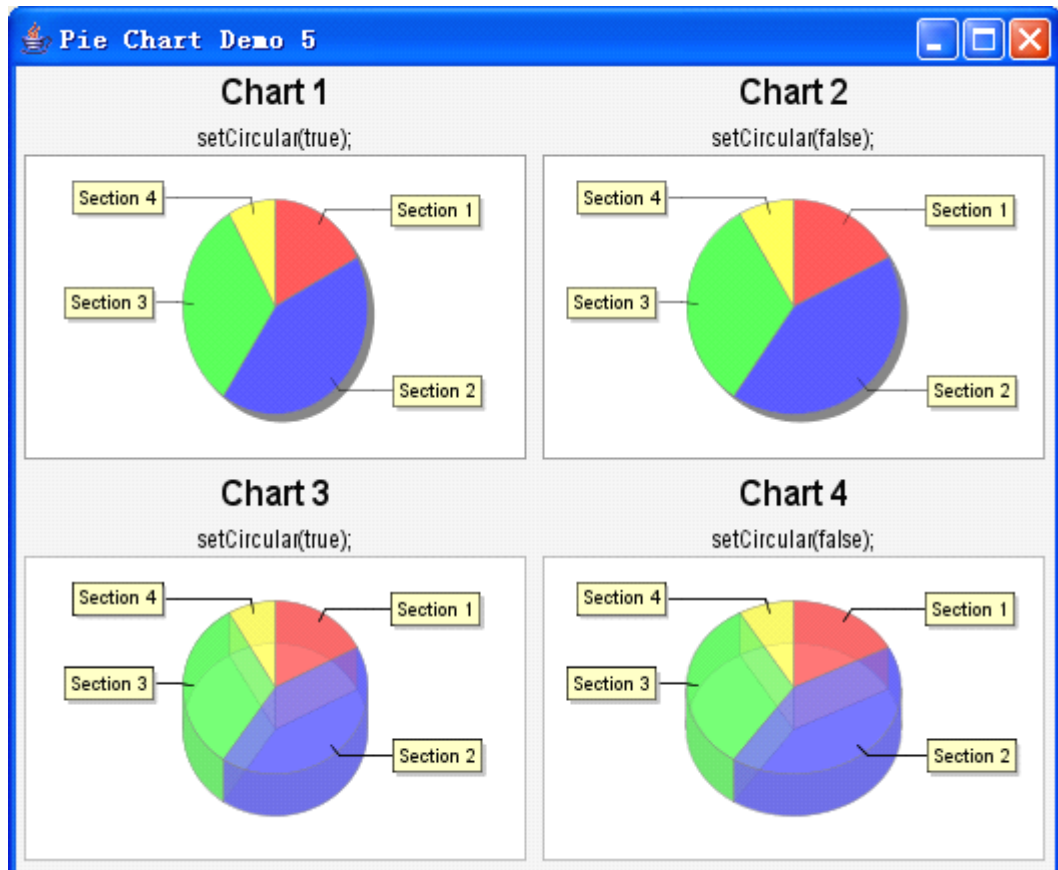 Pie Chart Demo 5
Chart 1
setCircular(true);
Section 4
Section 1
Section 3
Section 2
Chart 2
setCircular(false);
Section 4
Section 1
Section 3
Section 2
Chart 3
setCircular(true);
Section 4
Section 1
Section 3
Section 2
Chart 4
setCircular(false);
Section 4
Section 1
Section 3
Section 2